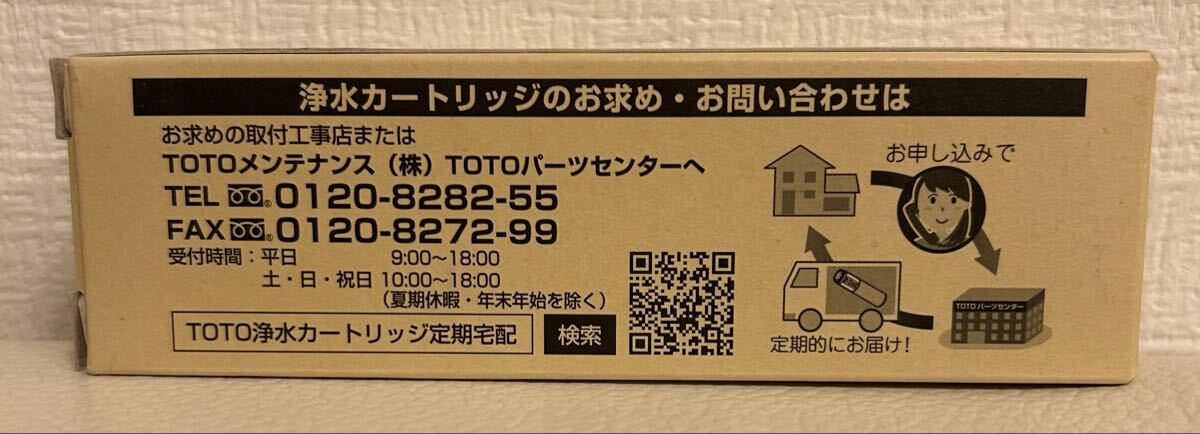 浄水カートリッジのお求め・お問い合わせは
お求めの取付工事店または
TOTOメンテナンス（株）TOTOパーツセンターへ
TEL 0120-8282-55
FAX 0120-8272-99
受付時間：平日 9:00〜18:00
土・日・祝日 10:00〜18:00
（夏期休暇・年末年始を除く）
TOTO浄水カートリッジ定期宅配 検索
お申し込みで
TOTO パーツセンター
定期的にお届け！